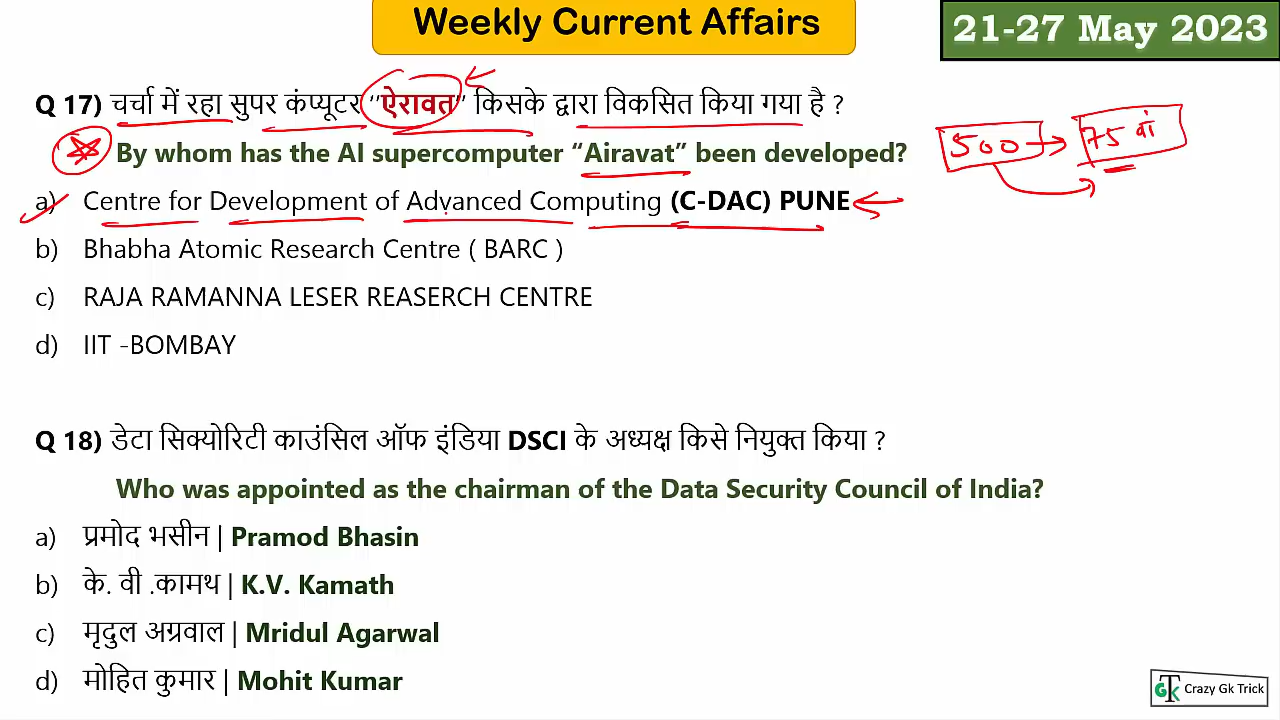 Weekly Current Affairs
21-27 May 2023
Q 17) चर्चा में रहा सुपर कंप्यूटर "ऐरावत" किसके द्वारा विकसित किया गया है ?
500 → 75 वां
By whom has the AI supercomputer “Airavat” been developed?
a) Centre for Development of Advanced Computing (C-DAC) PUNE
b) Bhabha Atomic Research Centre ( BARC )
c) RAJA RAMANNA LESER REASERCH CENTRE
d) IIT -BOMBAY
Q 18) डेटा सिक्योरिटी काउंसिल ऑफ इंडिया DSCI के अध्यक्ष किसे नियुक्त किया ?
Who was appointed as the chairman of the Data Security Council of India?
a) प्रमोद भसीन | Pramod Bhasin
b) के. वी .कामथ | K.V. Kamath
c) मृदुल अग्रवाल | Mridul Agarwal
d) मोहित कुमार | Mohit Kumar
GTK Crazy Gk Trick